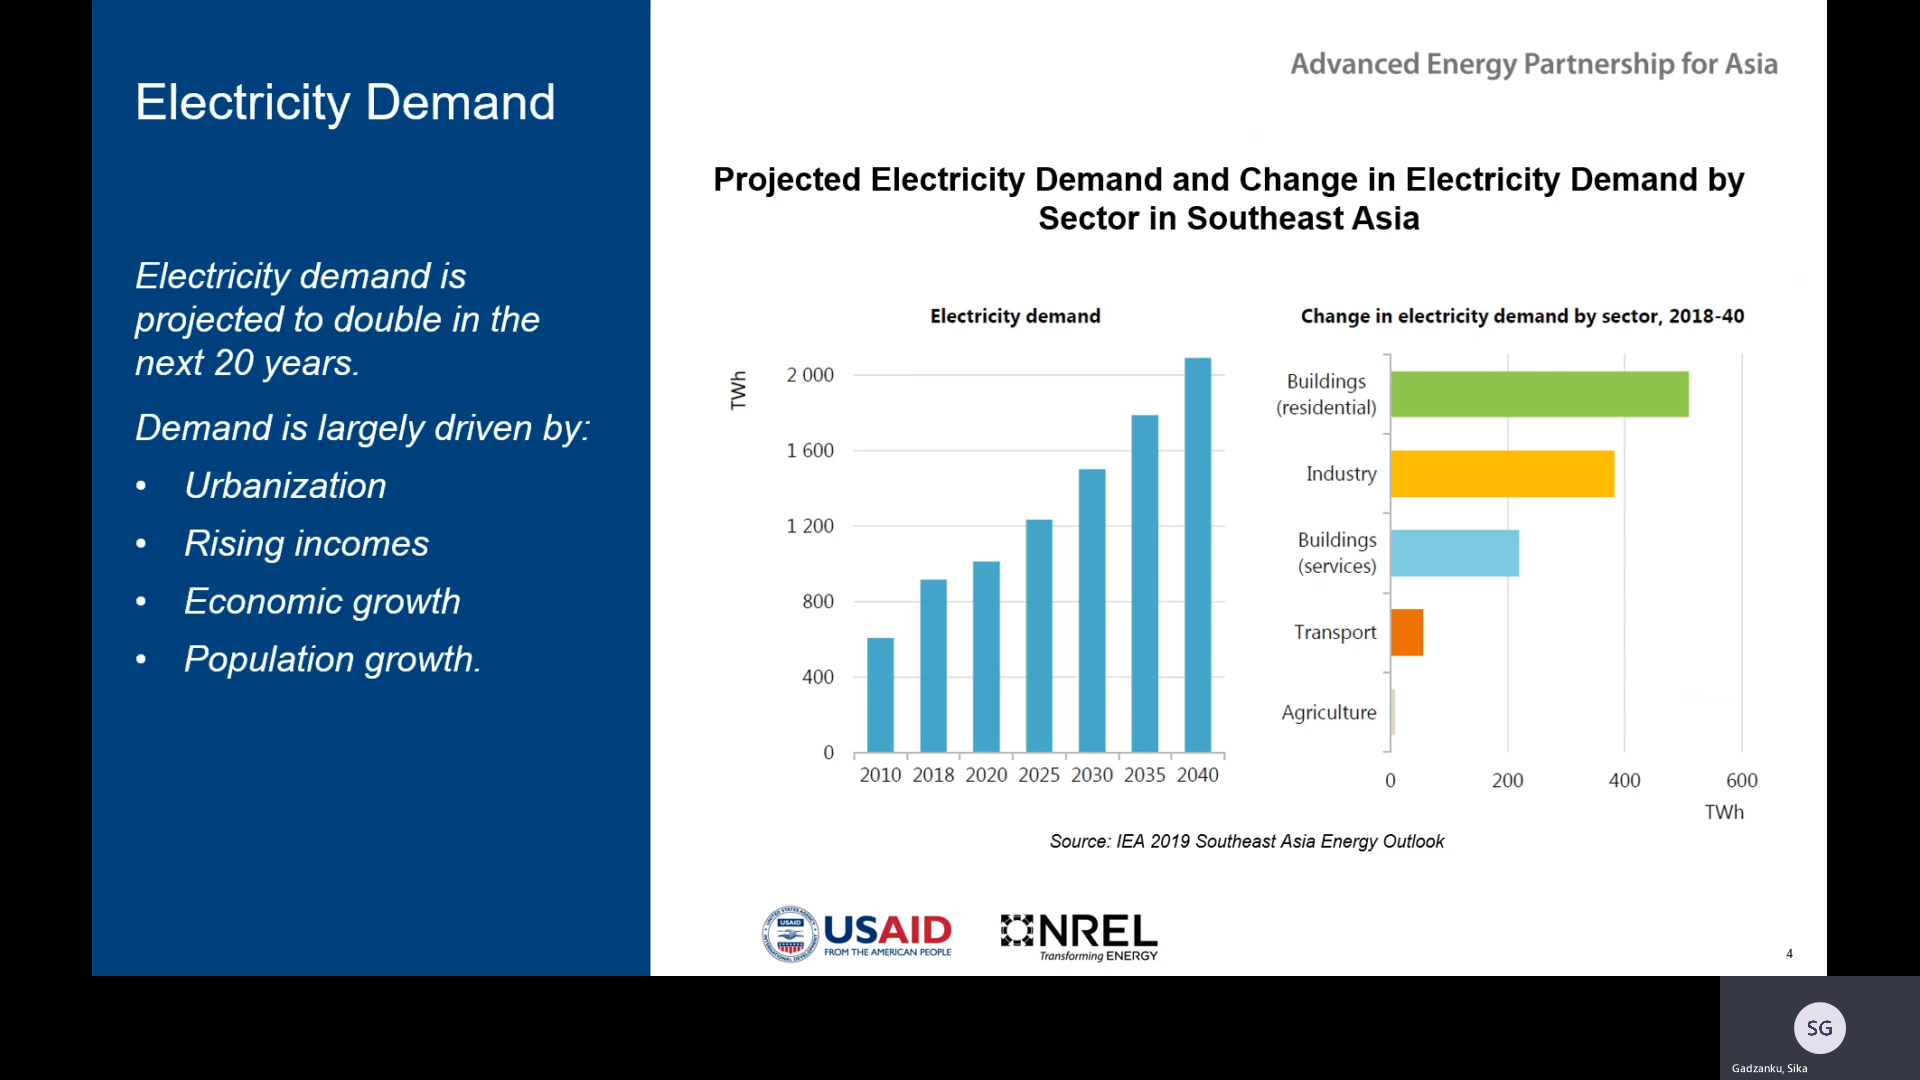 Electricity Demand
Electricity demand is
projected to double in the
next 20 years.
Demand is largely driven by:
• Urbanization
• Rising incomes
• Economic growth
• Population growth.
Advanced Energy Partnership for Asia
Projected Electricity Demand and Change in Electricity Demand by
Sector in Southeast Asia
Electricity demand
TWh
2 000
1 600
1 200
800
400
0
2010 2018 2020 2025 2030 2035 2040
Change in electricity demand by sector, 2018-40
Buildings
(residential)
Industry
Buildings
(services)
Transport
Agriculture
0 200 400 600
TWh
Source: IEA 2019 Southeast Asia Energy Outlook
USAID
USAID
FROM THE AMERICAN PEOPLE
NREL
Transforming ENERGY
4
SG
Gadzanku, Sika